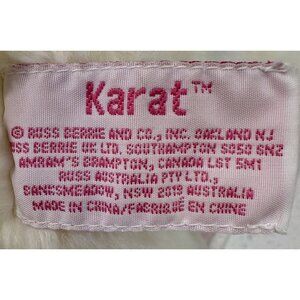 Karat™
© RUSS BERRIE AND CO., INC. OAKLAND NJ
RUSS BERRIE UK LTD. SOUTHAMPTON SO50 6NZ
AMRAM'S BRAMPTON, CANADA L5T 5M1
RUSS AUSTRALIA PTY LTD.,
BANKSMEADOW, NSW 2019 AUSTRALIA
MADE IN CHINA/FABRIQUÉ EN CHINE